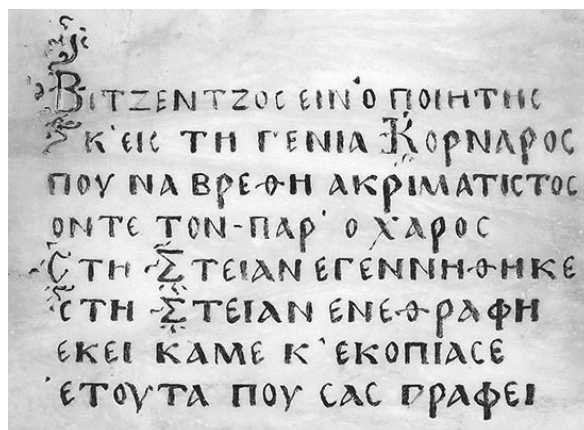 ΒΙΤΖΕΝΤΖΟΣ ΕΙΝ' Ο ΠΟΙΗΤΗΣ
Κ' ΕΙΣ ΤΗ ΓΕΝΙΑ ΚΟΡΝΑΡΟΣ
ΠΟΥ ΝΑ ΒΡΕΘΗ ΑΚΡΙΜΑΤΙΣΤΟΣ
ΟΝΤΕ ΤΟΝ-ΠΑΡ' Ο ΧΑΡΟΣ
ΣΤΗ ΣΤΕΙΑΝ ΕΓΕΝΝΗΘΗΚΕ
ΣΤΗ ΣΤΕΙΑΝ ΕΝΕΘΡΑΦΗ
ΕΚΕΙ ΚΑΜΕ Κ' ΕΚΟΠΙΑΣΕ
ΕΤΟΥΤΑ ΠΟΥ ΣΑΣ ΓΡΑΦΕΙ